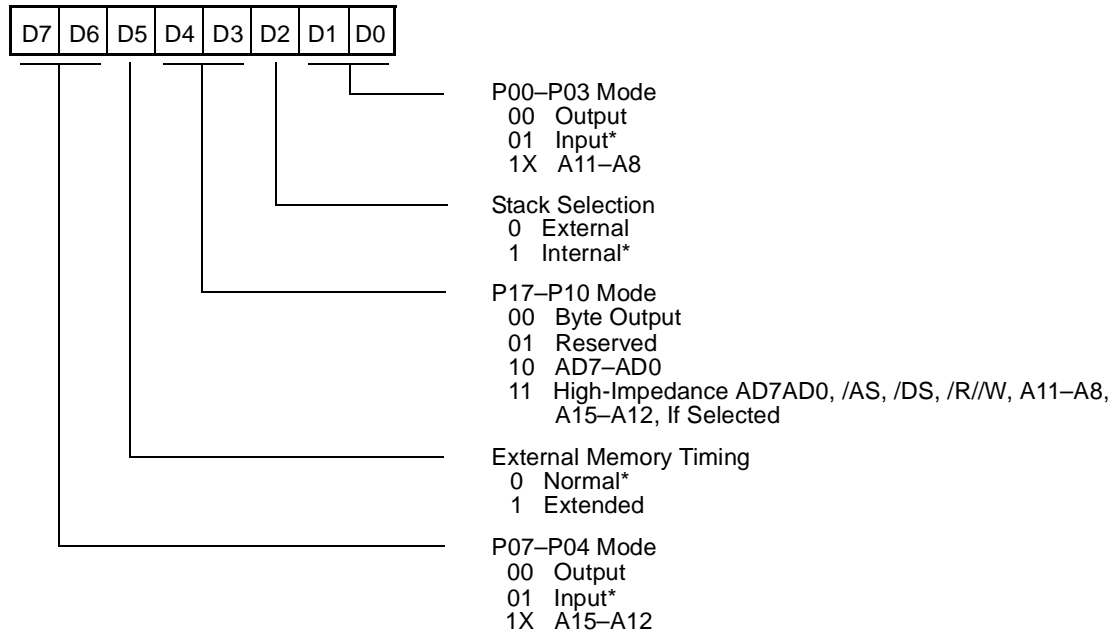 D7 D6 D5 D4 D3 D2 D1 D0
P00–P03 Mode
00 Output
01 Input*
1X A11–A8
Stack Selection
0 External
1 Internal*
P17–P10 Mode
00 Byte Output
01 Reserved
10 AD7–AD0
11 High-Impedance AD7AD0, /AS, /DS, /R//W, A11–A8,
A15–A12, If Selected
External Memory Timing
0 Normal*
1 Extended
P07–P04 Mode
00 Output
01 Input*
1X A15–A12